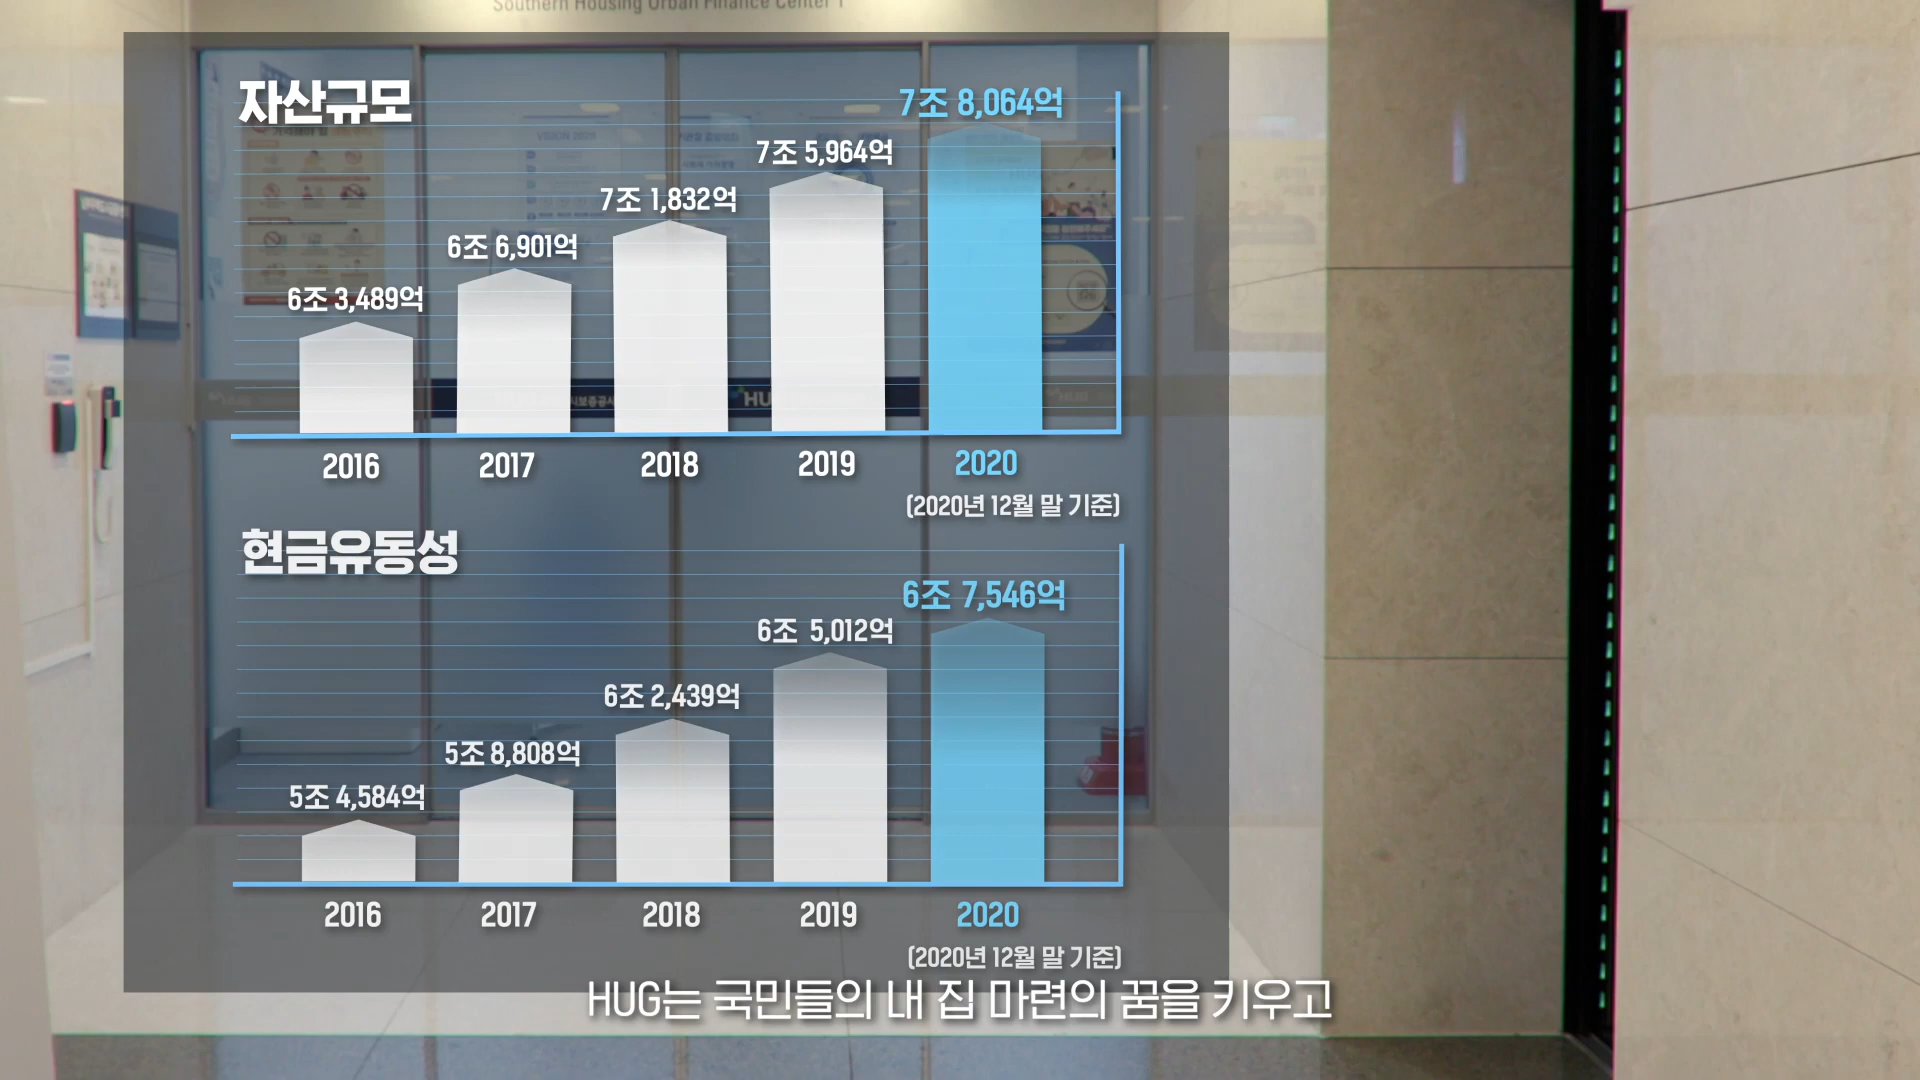 Southern Housing Urban Finance Center 1
자산규모
6조 3,489억
6조 6,901억
7조 1,832억
7조 5,964억
7조 8,064억
2016
2017
2018
2019
2020
(2020년 12월 말 기준)
현금유동성
5조 4,584억
5조 8,808억
6조 2,439억
6조 5,012억
6조 7,546억
2016
2017
2018
2019
2020
(2020년 12월 말 기준)
HUG는 국민들의 내 집 마련의 꿈을 키우고